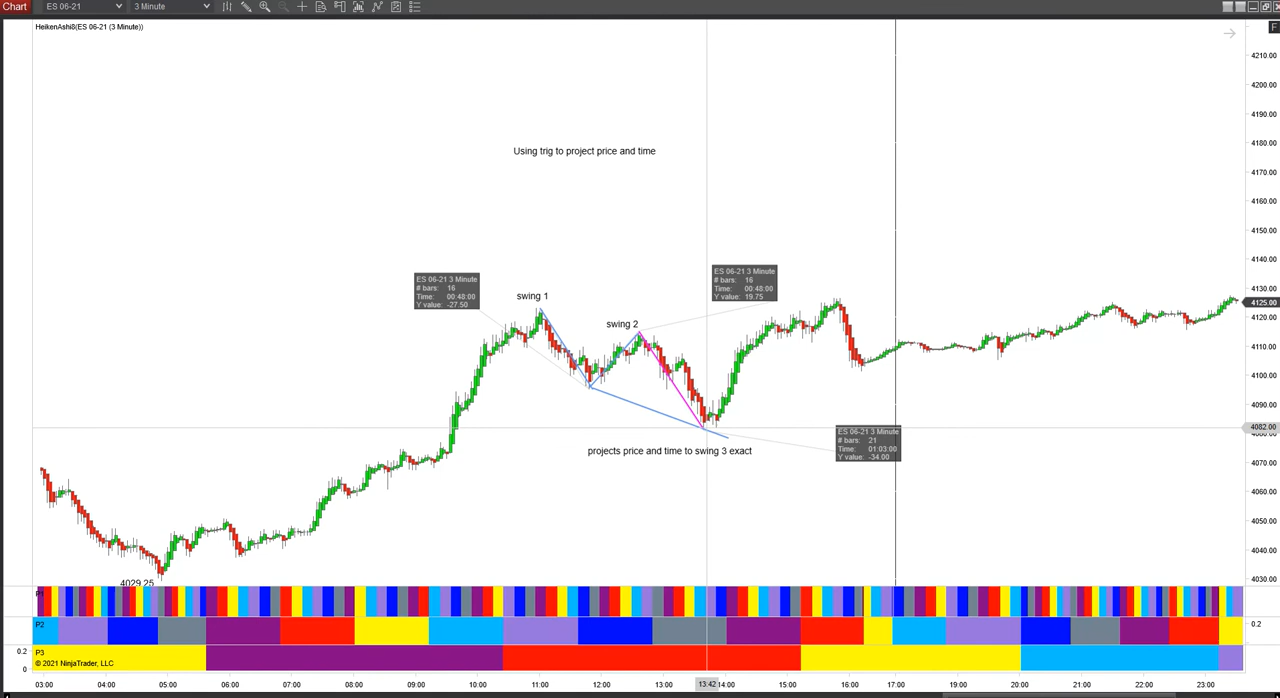 Chart ES 06-21 3 Minute
HeikenAshi8(ES 06-21 (3 Minute))
F
4210.00
4200.00
4190.00
4180.00
Using trig to project price and time
4170.00
4160.00
4150.00
4140.00
ES 06-21 3 Minute
# bars: 16
Time: 00:48:00
Y value: -27.50
swing 1
ES 06-21 3 Minute
# bars: 16
Time: 00:48:00
Y value: 19.75
4130.00
4125.00
4120.00
swing 2
4110.00
4100.00
4090.00
4082.00
ES 06-21 3 Minute
# bars: 21
Time: 01:03:00
Y value: -34.00
projects price and time to swing 3 exact
4070.00
4060.00
4050.00
4040.00
4030.00
4029.25
P1
P2
0.2
0.2
P3
0
© 2021 NinjaTrader, LLC
03:00 04:00 05:00 06:00 07:00 08:00 09:00 10:00 11:00 12:00 13:00 13:42 14:00 15:00 16:00 17:00 18:00 19:00 20:00 21:00 22:00 23:00